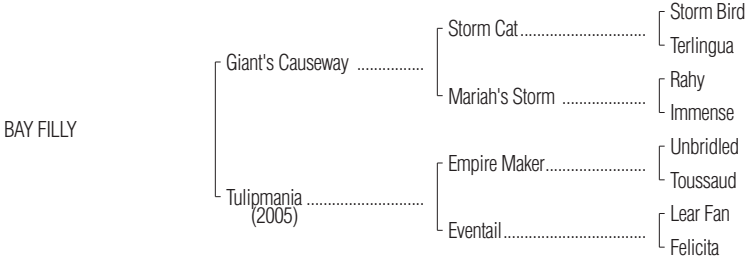 Storm Bird
Storm Cat..............................
Terlingua
Giant's Causeway ................
Rahy
Mariah's Storm ....................
Immense
BAY FILLY
Unbridled
Empire Maker........................
Toussaud
Tulipmania ............................
(2005)
Lear Fan
Eventail..................................
Felicita